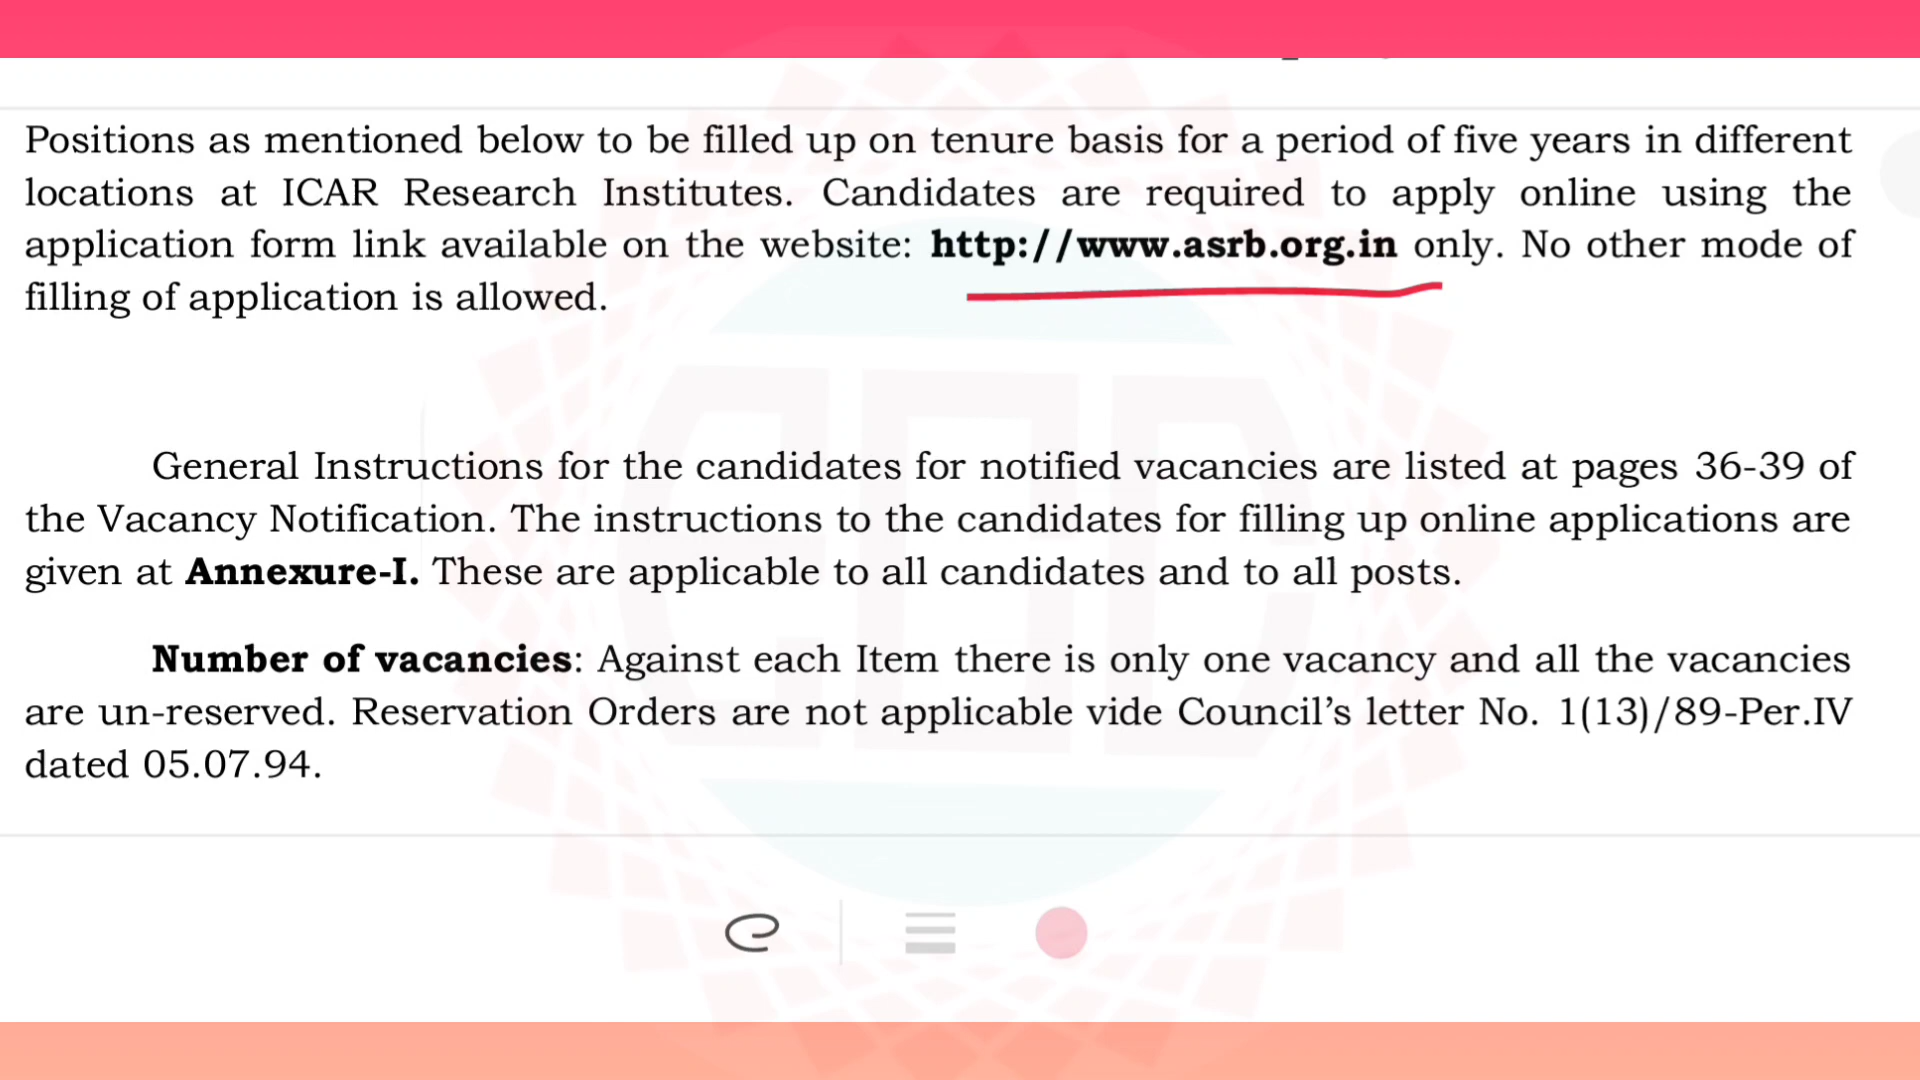 Positions as mentioned below to be filled up on tenure basis for a period of five years in different
locations at ICAR Research Institutes. Candidates are required to apply online using the
application form link available on the website: http://www.asrb.org.in only. No other mode of
filling of application is allowed.
General Instructions for the candidates for notified vacancies are listed at pages 36-39 of
the Vacancy Notification. The instructions to the candidates for filling up online applications are
given at Annexure-I. These are applicable to all candidates and to all posts.
Number of vacancies: Against each Item there is only one vacancy and all the vacancies
are un-reserved. Reservation Orders are not applicable vide Council's letter No. 1(13)/89-Per.IV
dated 05.07.94.